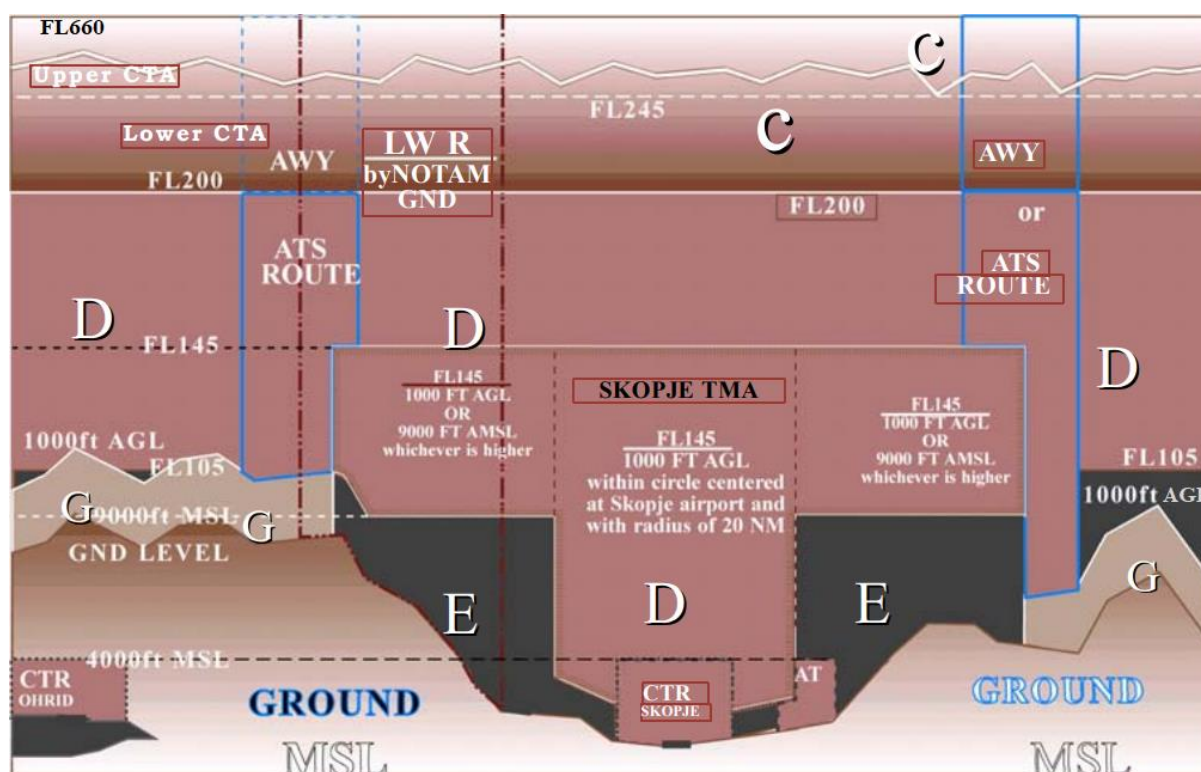 FL660
C
Upper CTA
FL245
Lower CTA
C
AWY
LW R
byNOTAM
GND
AWY
FL200
FL200
or
ATS
ROUTE
ATS
ROUTE
D
D
D
FL145
FL145
1000 FT AGL
OR
9000 FT AMSL
whichever is higher
SKOPJE TMA
FL145
1000 FT AGL
within circle centered
at Skopje airport and
with radius of 20 NM
FL145
1000 FT AGL
OR
9000 FT AMSL
whichever is higher
1000ft AGL
FL105
FL105
1000ft AGL
G
9000ft MSL
G
GND LEVEL
G
E
D
E
4000ft MSL
CTR
OHRID
GROUND
CTR
SKOPJE
AT
GROUND
MSL
MSL